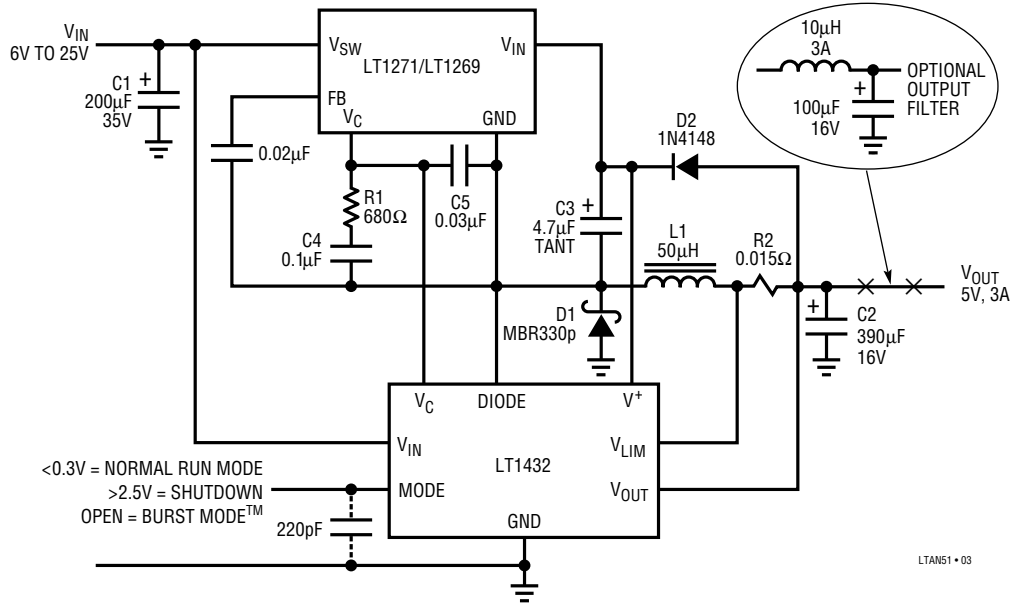 VIN
6V TO 25V
C1
200µF
35V
+
VSW
VIN
LT1271/LT1269
FB
VC
GND
0.02µF
R1
680Ω
C4
0.1µF
C5
0.03µF
C3
4.7µF
TANT
+
D2
1N4148
10µH
3A
+
100µF
16V
OPTIONAL
OUTPUT
FILTER
L1
50µH
R2
0.015Ω
VOUT
5V, 3A
+
C2
390µF
16V
D1
MBR330p
VC
DIODE
V+
VIN
VLIM
LT1432
MODE
VOUT
GND
<0.3V = NORMAL RUN MODE
>2.5V = SHUTDOWN
OPEN = BURST MODE™
220pF
LTAN51 • 03